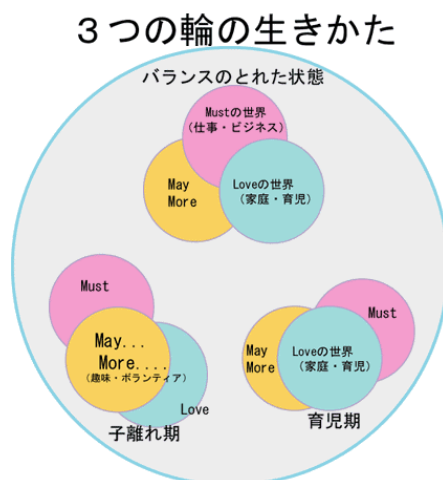 ３つの輪の生きかた
バランスのとれた状態
Mustの世界
(仕事・ビジネス)
May
More
Loveの世界
(家庭・育児)
Must
May...
More....
(趣味・ボランティア)
Love
子離れ期
Must
May
More
Loveの世界
(家庭・育児)
育児期